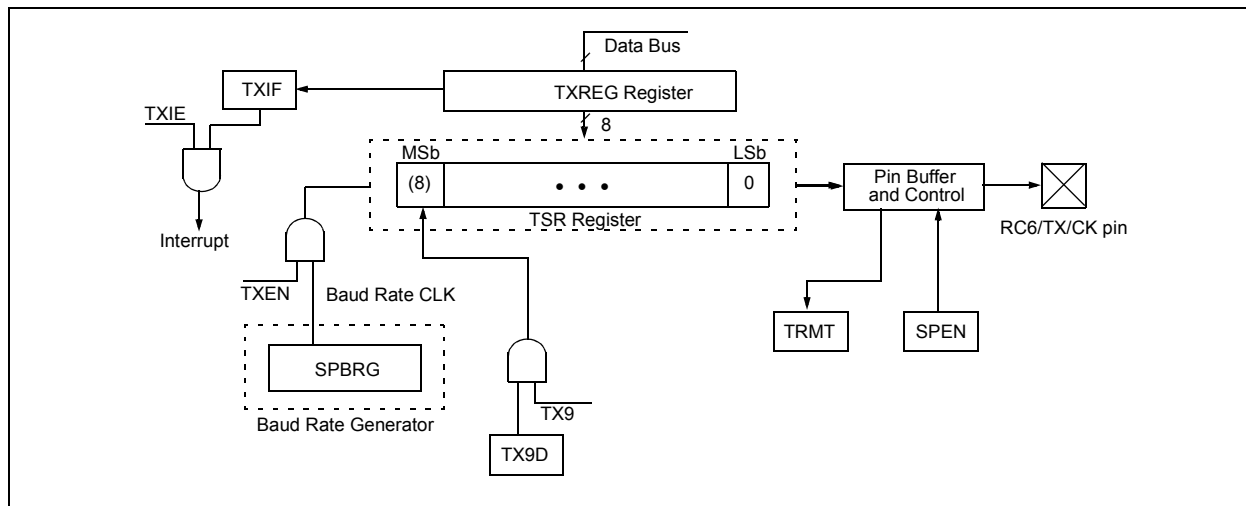 Data Bus
TXIF
TXREG Register
TXIE
8
MSb
LSb
(8)
• • •
0
Pin Buffer
and Control
TSR Register
Interrupt
RC6/TX/CK pin
TXEN
Baud Rate CLK
TRMT
SPEN
SPBRG
TX9
Baud Rate Generator
TX9D